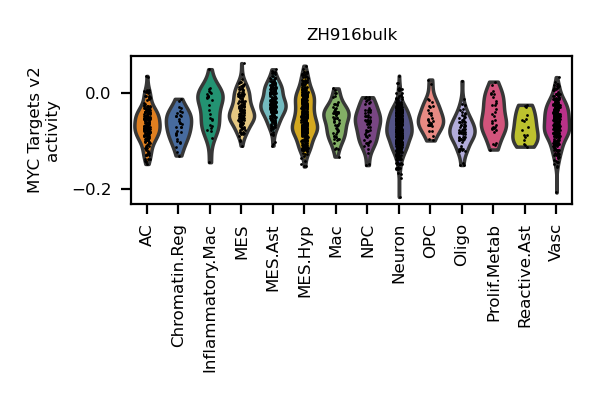 ZH916bulk
MYC Targets v2
activity
0.0
−0.2
AC
Chromatin.Reg
Inflammatory.Mac
MES
MES.Ast
MES.Hyp
Mac
NPC
Neuron
OPC
Oligo
Prolif.Metab
Reactive.Ast
Vasc